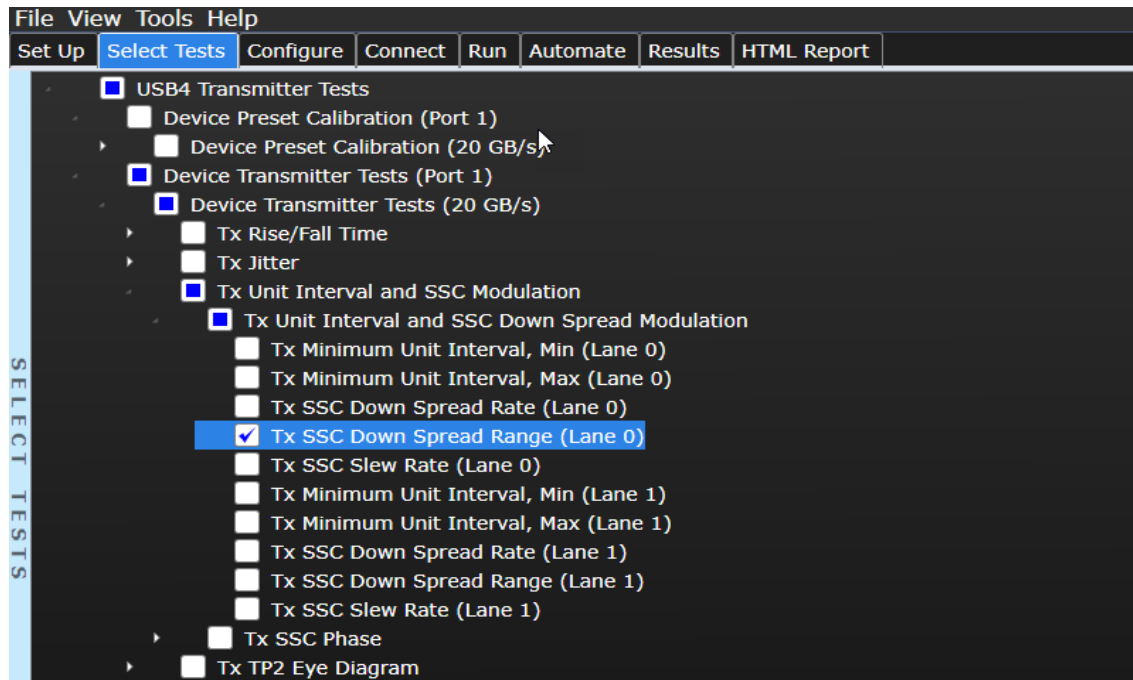 File View Tools Help
Set Up Select Tests Configure Connect Run Automate Results HTML Report
USB4 Transmitter Tests
Device Preset Calibration (Port 1)
Device Preset Calibration (20 GB/s)
Device Transmitter Tests (Port 1)
Device Transmitter Tests (20 GB/s)
Tx Rise/Fall Time
Tx Jitter
Tx Unit Interval and SSC Modulation
Tx Unit Interval and SSC Down Spread Modulation
Tx Minimum Unit Interval, Min (Lane 0)
Tx Minimum Unit Interval, Max (Lane 0)
Tx SSC Down Spread Rate (Lane 0)
Tx SSC Down Spread Range (Lane 0)
Tx SSC Slew Rate (Lane 0)
Tx Minimum Unit Interval, Min (Lane 1)
Tx Minimum Unit Interval, Max (Lane 1)
Tx SSC Down Spread Rate (Lane 1)
Tx SSC Down Spread Range (Lane 1)
Tx SSC Slew Rate (Lane 1)
Tx SSC Phase
Tx TP2 Eye Diagram
SELECT TESTS